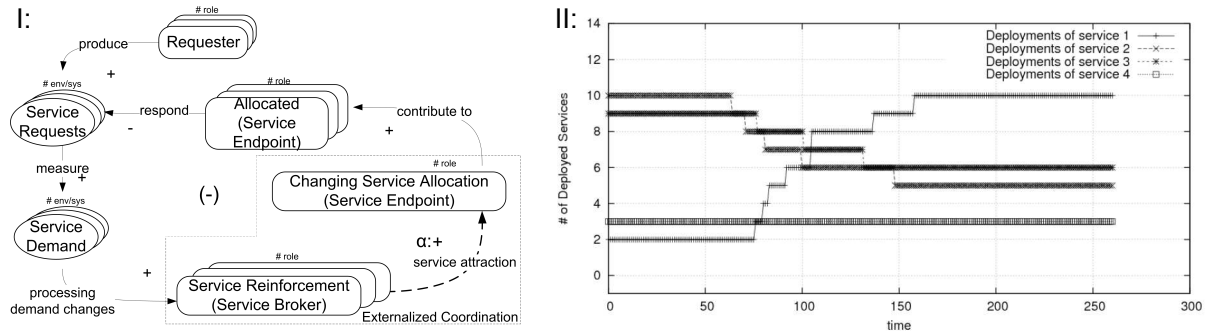 I:
# role
Requester
produce
+
# env/sys
Service
Requests
respond
-
# role
Allocated
(Service
Endpoint)
contribute to
+
measure
+
# env/sys
Service
Demand
(-)
# role
Changing Service Allocation
(Service Endpoint)
α:+
service attraction
+
processing
demand changes
# role
Service Reinforcement
(Service Broker)
Externalized Coordination
II:
# of Deployed Services
14
12
10
8
6
4
2
0
0
50
100
150
200
250
300
time
Deployments of service 1
Deployments of service 2
Deployments of service 3
Deployments of service 4